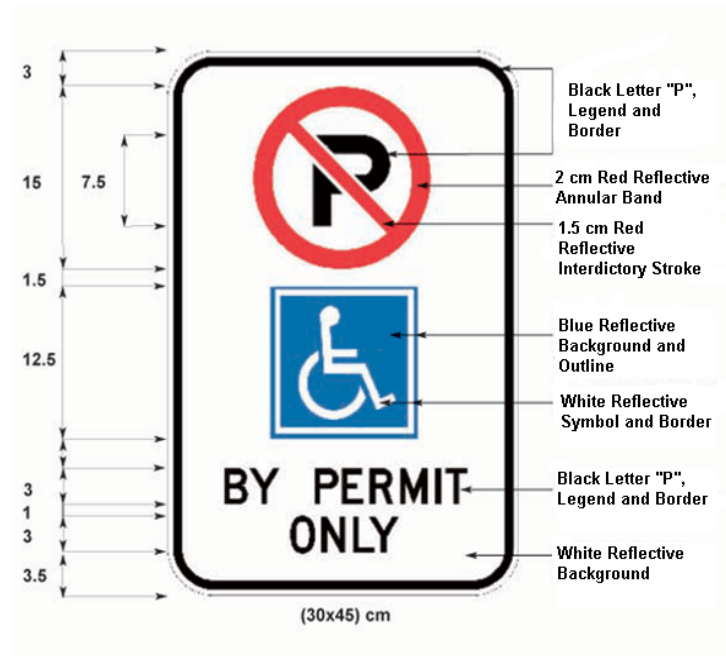 3
15
7.5
1.5
12.5
3
1
3
3.5
P
BY PERMIT
ONLY
Black Letter "P",
Legend and
Border
2 cm Red Reflective
Annular Band
1.5 cm Red
Reflective
Interdictory Stroke
Blue Reflective
Background and
Outline
White Reflective
Symbol and Border
Black Letter "P",
Legend and Border
White Reflective
Background
(30x45) cm